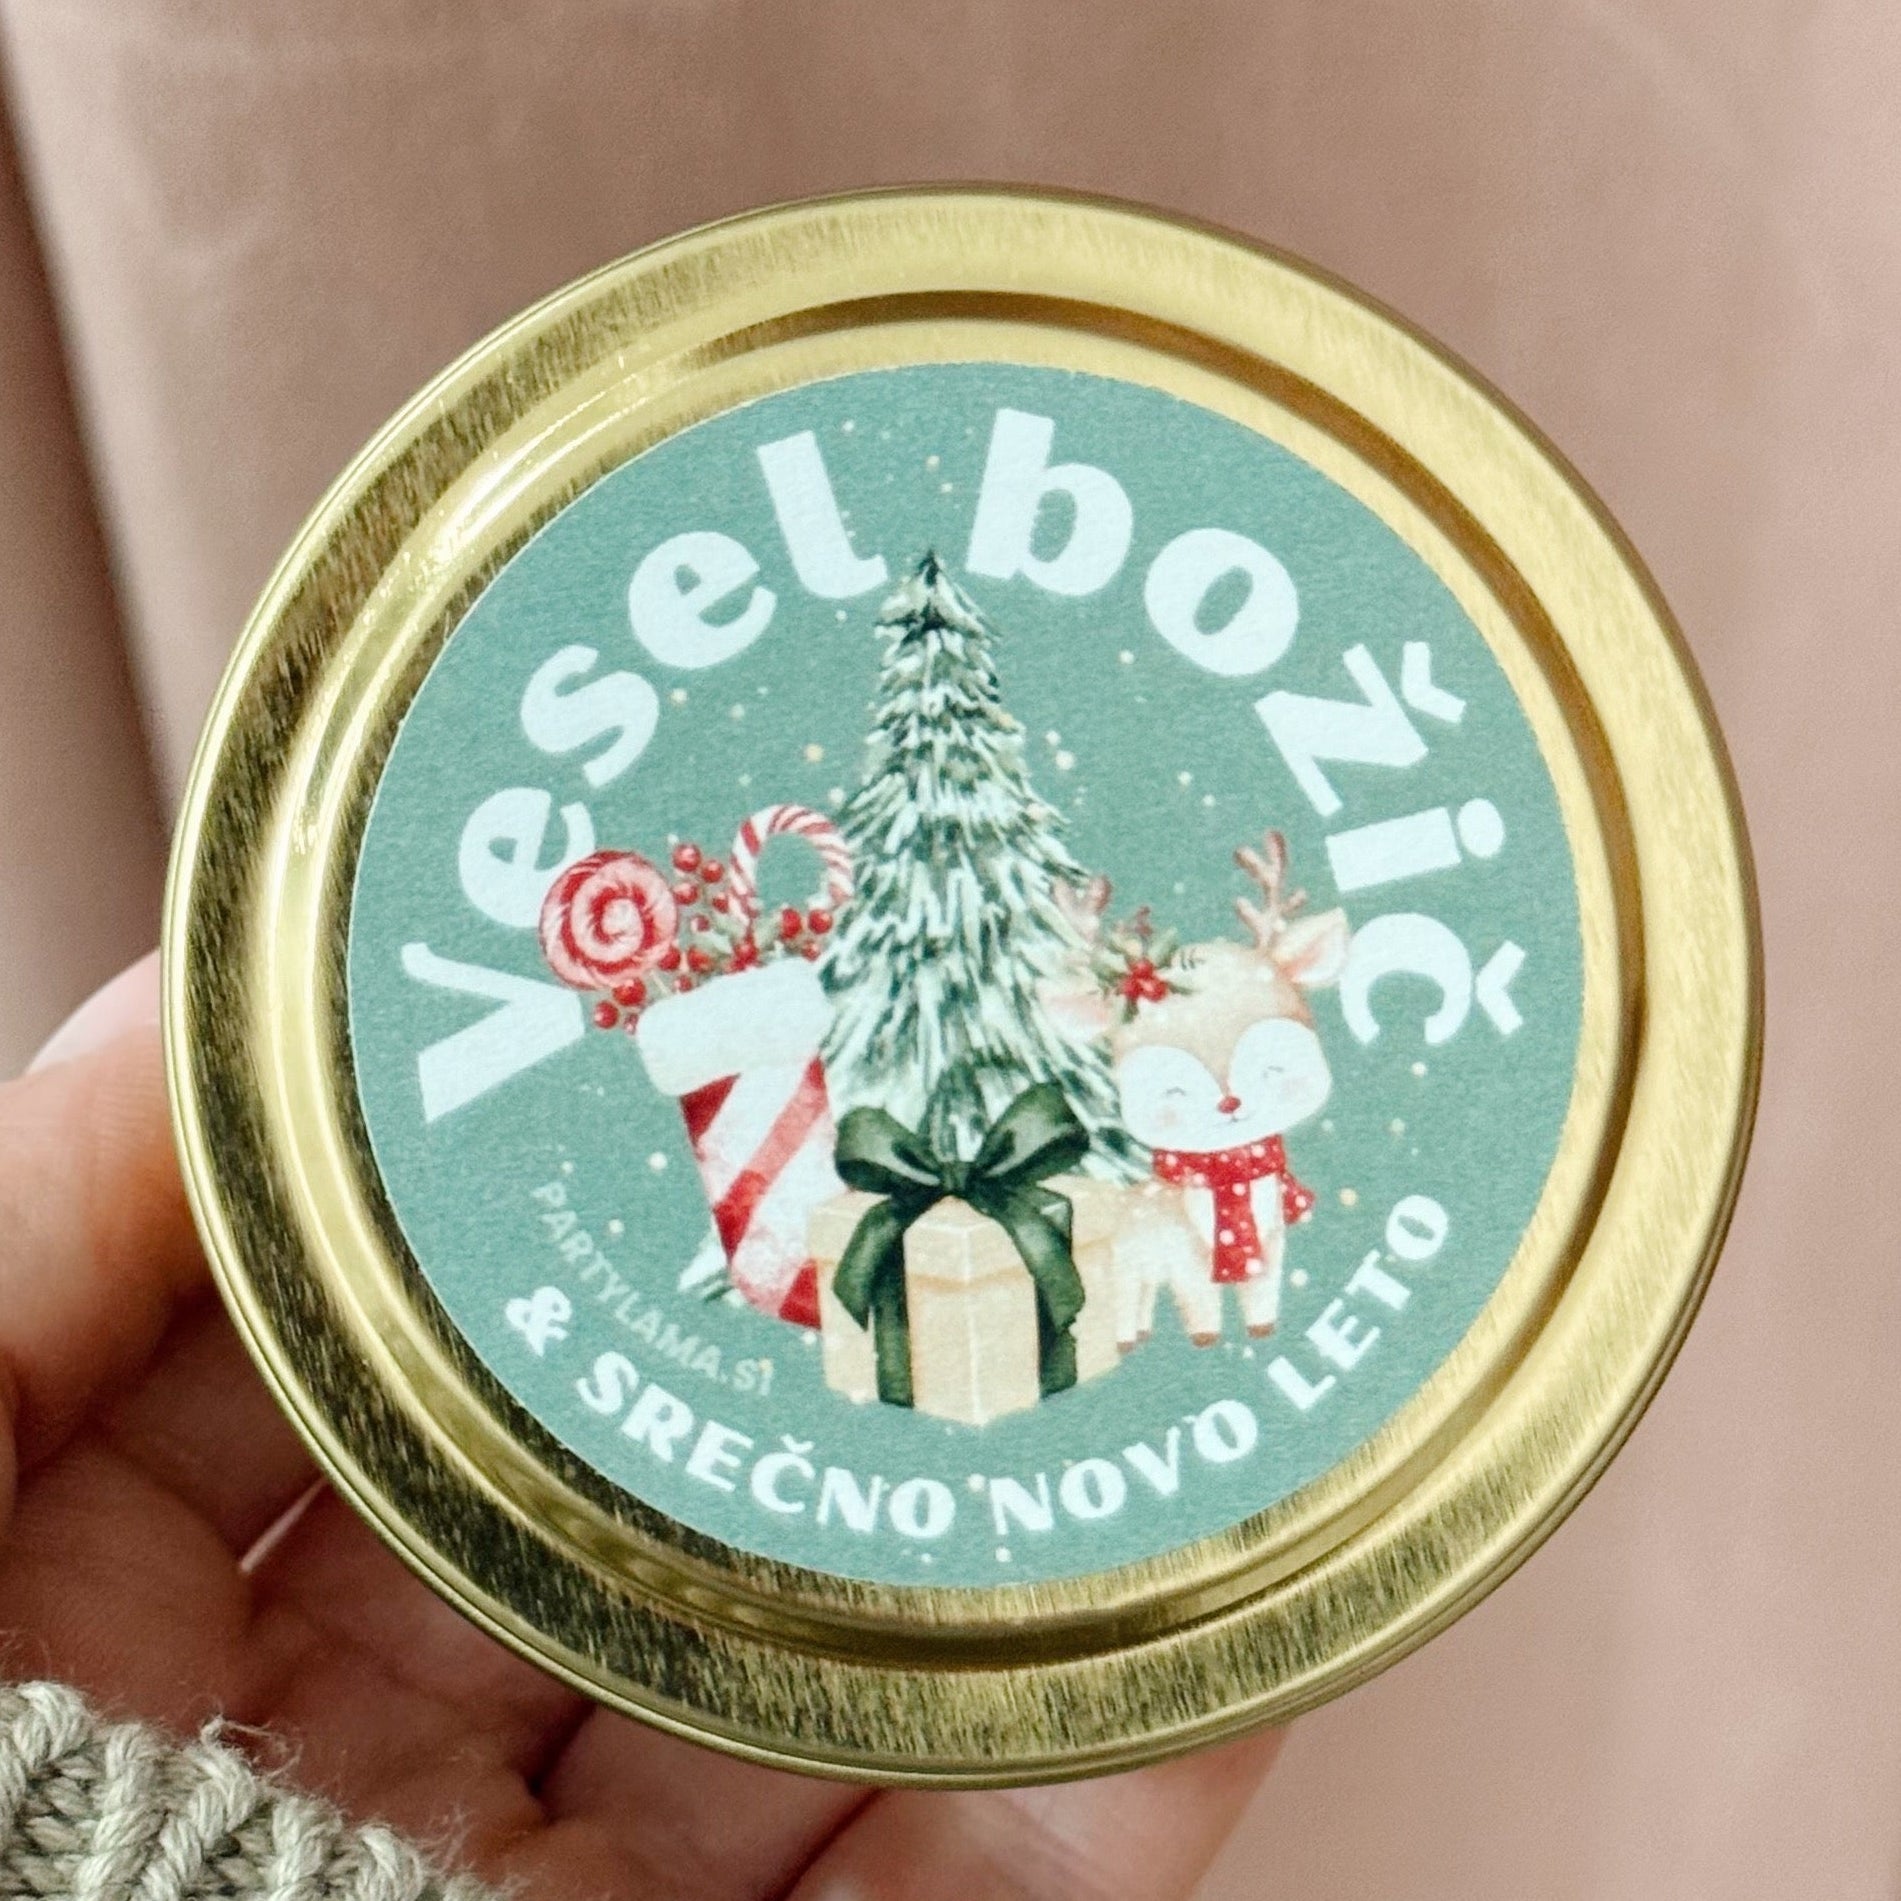 Vesel božič
PARTYLAMA.SI
& SREČNO NOVO LETO